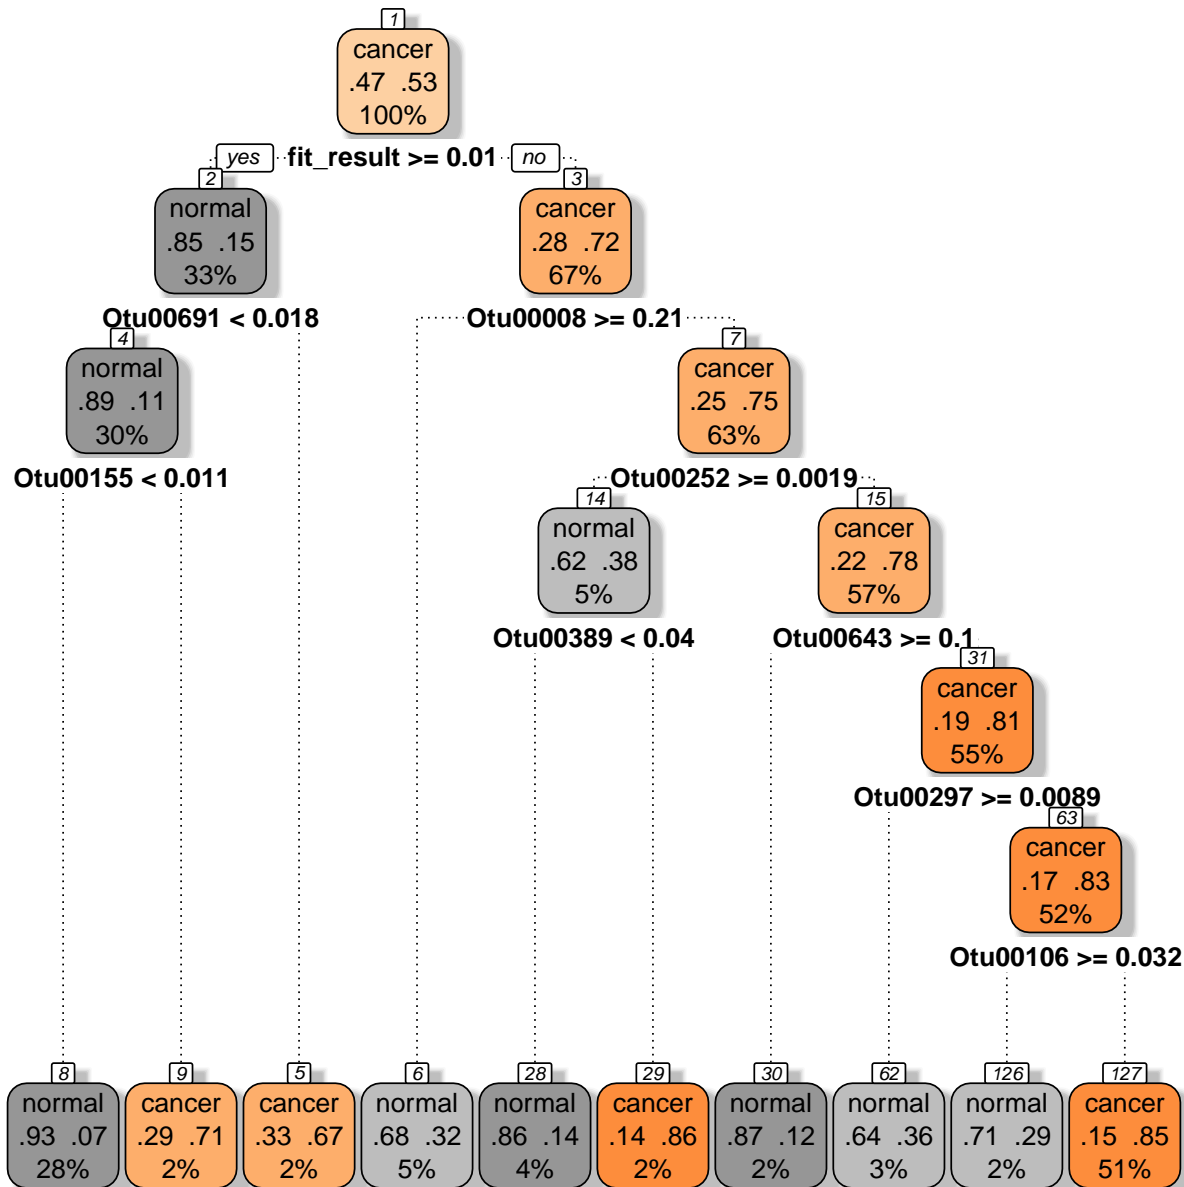 1
cancer
.47 .53
100%
yes fit_result >= 0.01 no
2
normal
.85 .15
33%
3
cancer
.28 .72
67%
Otu00691 < 0.018
Otu00008 >= 0.21
4
normal
.89 .11
30%
7
cancer
.25 .75
63%
Otu00155 < 0.011
Otu00252 >= 0.0019
14
normal
.62 .38
5%
15
cancer
.22 .78
57%
Otu00389 < 0.04
Otu00643 >= 0.1
31
cancer
.19 .81
55%
Otu00297 >= 0.0089
63
cancer
.17 .83
52%
Otu00106 >= 0.032
8
normal
.93 .07
28%
9
cancer
.29 .71
2%
5
cancer
.33 .67
2%
6
normal
.68 .32
5%
28
normal
.86 .14
4%
29
cancer
.14 .86
2%
30
normal
.87 .12
2%
62
normal
.64 .36
3%
126
normal
.71 .29
2%
127
cancer
.15 .85
51%